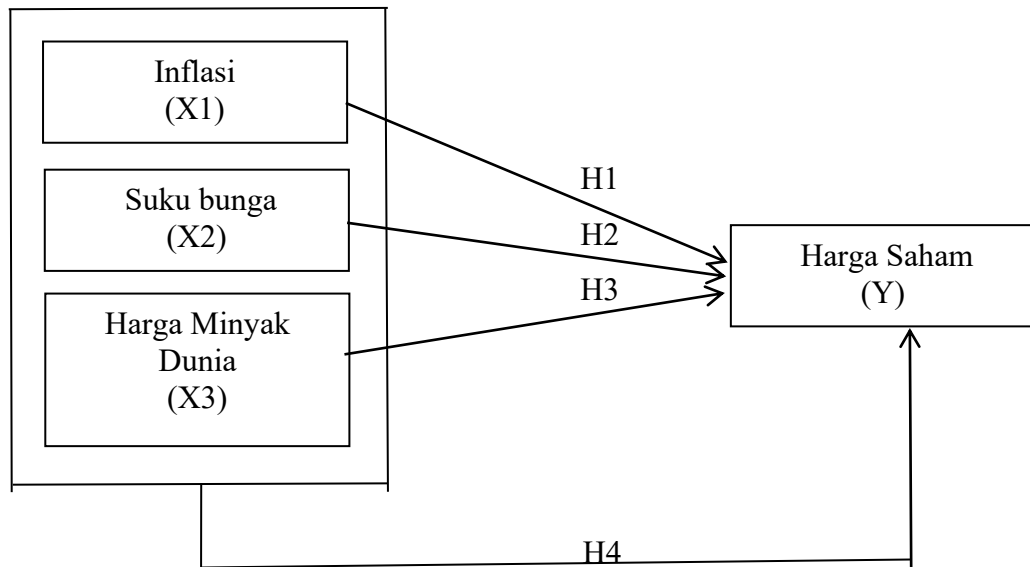 Inflasi
(X1)
Suku bunga
(X2)
Harga Minyak
Dunia
(X3)
H1
H2
H3
Harga Saham
(Y)
H4